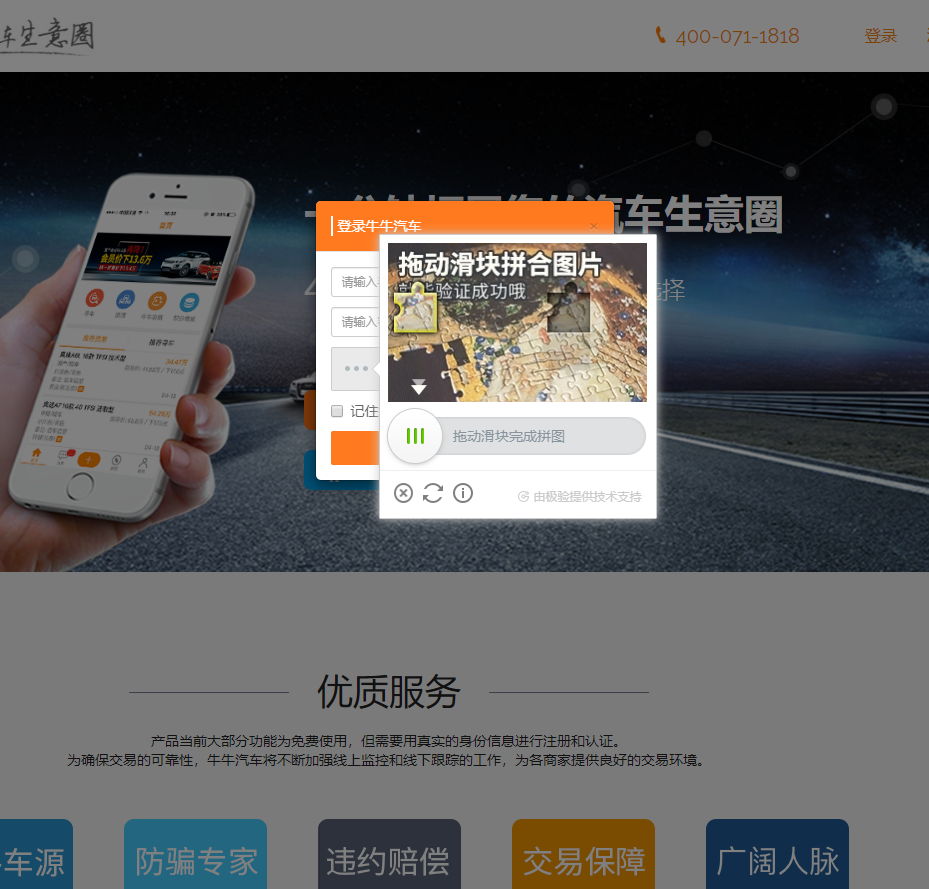 车生意圈
400-071-1818
登录
汽车生意圈
登录牛牛汽车
×
请输入
请输入
记住
拖动滑块拼合图片
就能验证成功哦
选择
拖动滑块完成拼图
由极验提供技术支持
优质服务
产品当前大部分功能为免费使用，但需要用真实的身份信息进行注册和认证。
为确保交易的可靠性，牛牛汽车将不断加强线上监控和线下跟踪的工作，为各商家提供良好的交易环境。
车源
防骗专家
违约赔偿
交易保障
广阔人脉